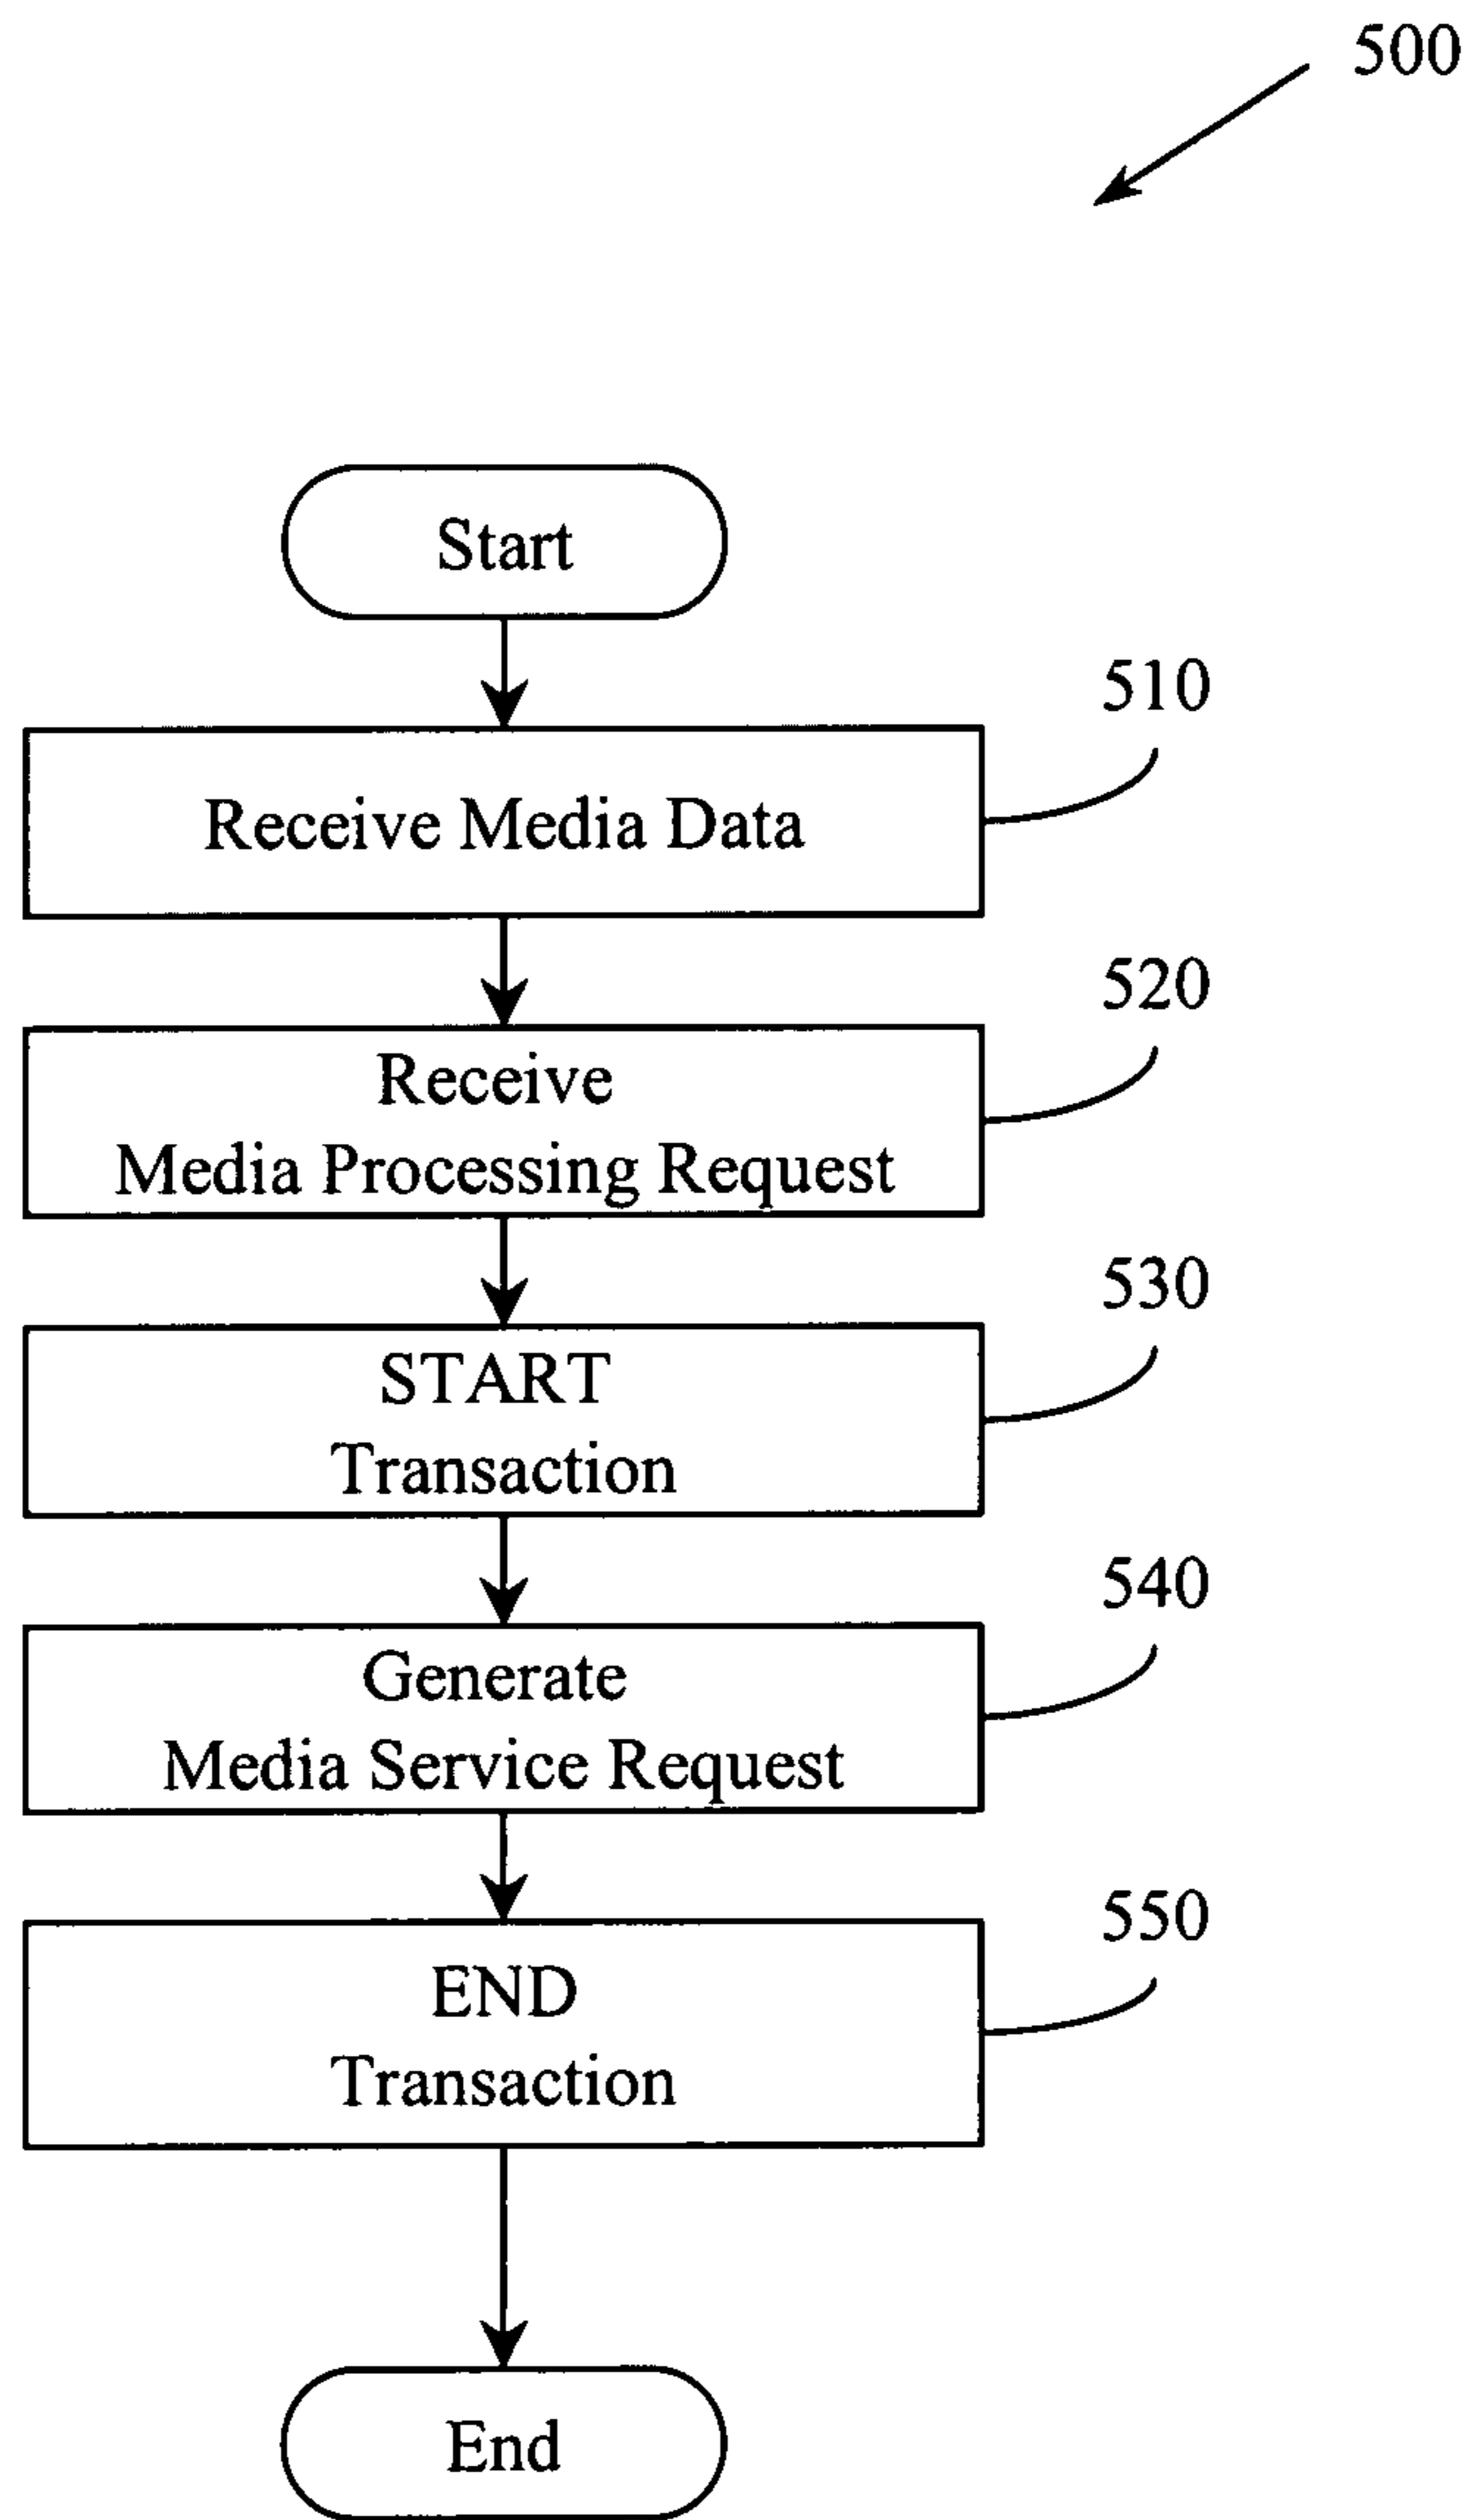 500
Start
510
Receive Media Data
520
Receive
Media Processing Request
530
START
Transaction
540
Generate
Media Service Request
550
END
Transaction
End